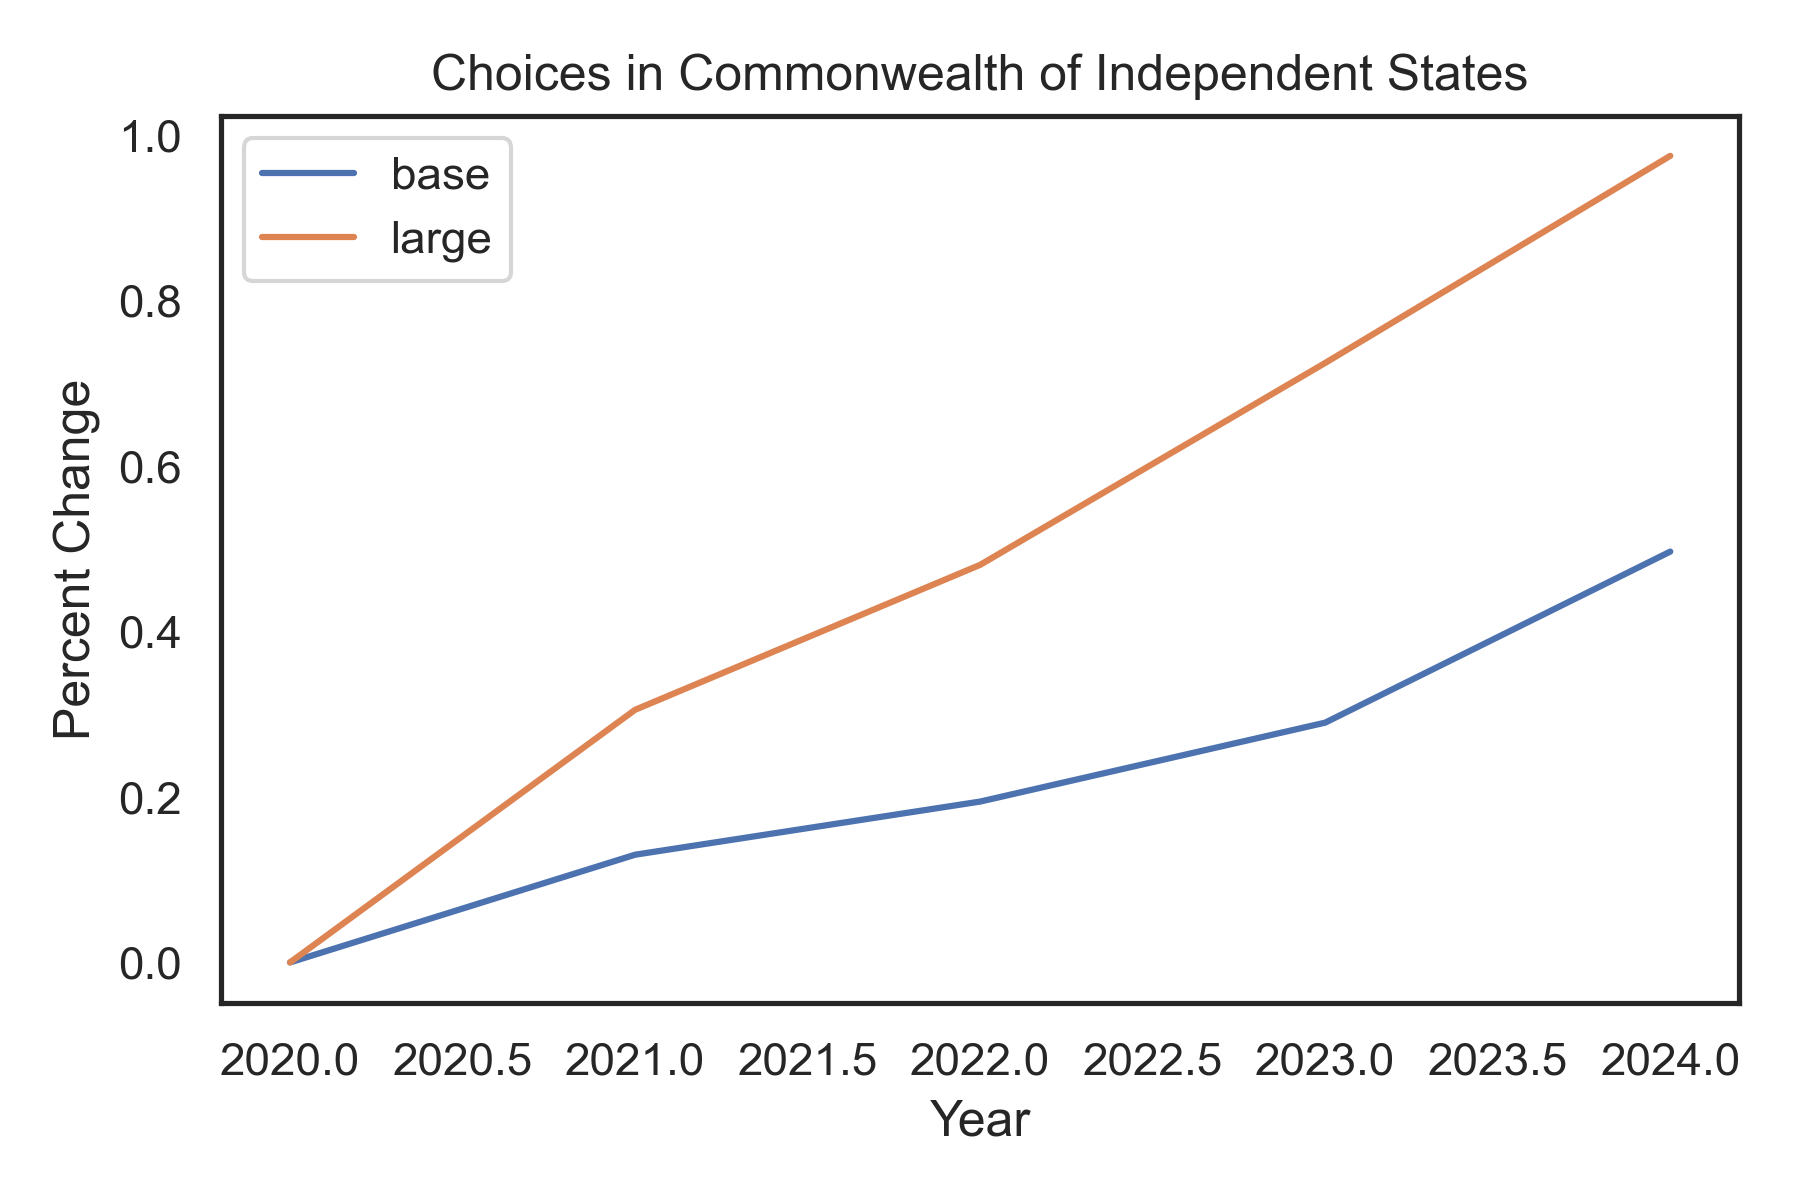 Choices in Commonwealth of Independent States
1.0
0.8
0.6
0.4
0.2
0.0
Percent Change
base
large
2020.0 2020.5 2021.0 2021.5 2022.0 2022.5 2023.0 2023.5 2024.0
Year